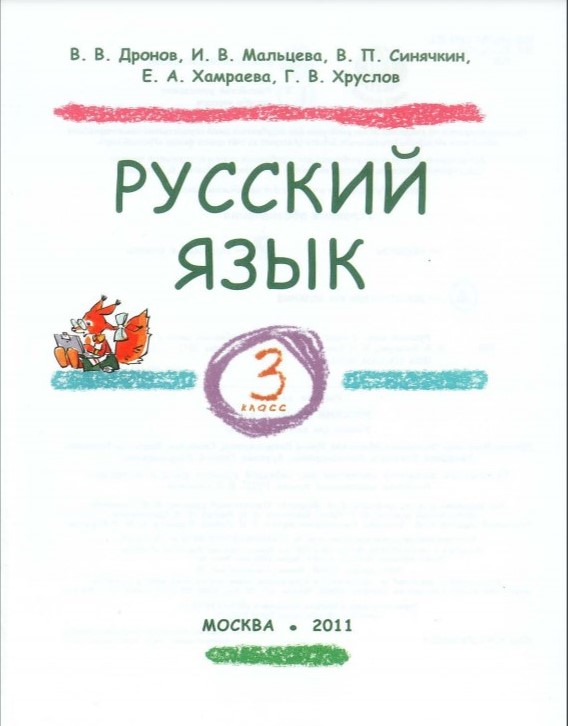 В. В. Дронов, И. В. Мальцева, В. П. Синячкин,
Е. А. Хамраева, Г. В. Хруслов
РУССКИЙ
ЯЗЫК
3
класс
МОСКВА • 2011